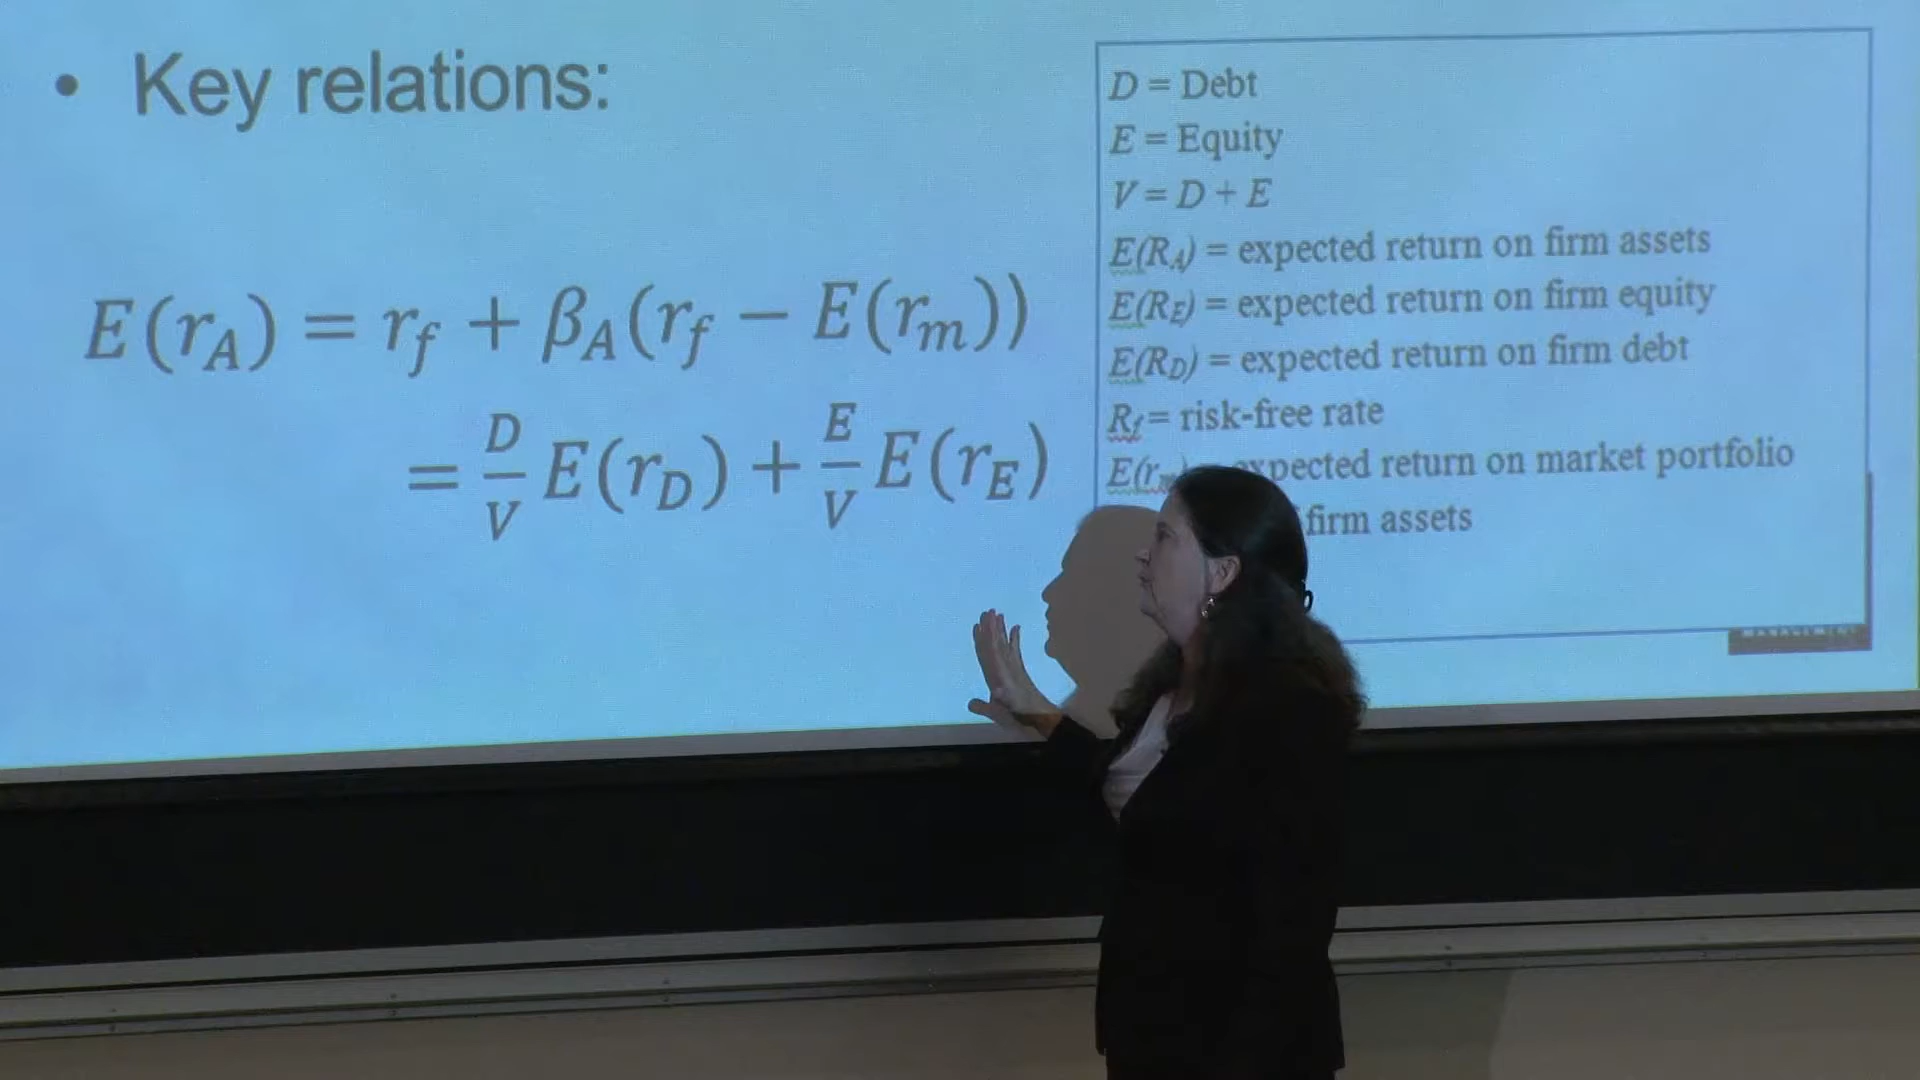 • Key relations:
E(r_A) = r_f + β_A(r_f − E(r_m))
= D/V E(r_D) + E/V E(r_E)
D = Debt
E = Equity
V = D + E
E(R_A) = expected return on firm assets
E(R_E) = expected return on firm equity
E(R_D) = expected return on firm debt
R_f = risk-free rate
E(r_m) expected return on market portfolio
firm assets
MANAGEMENT